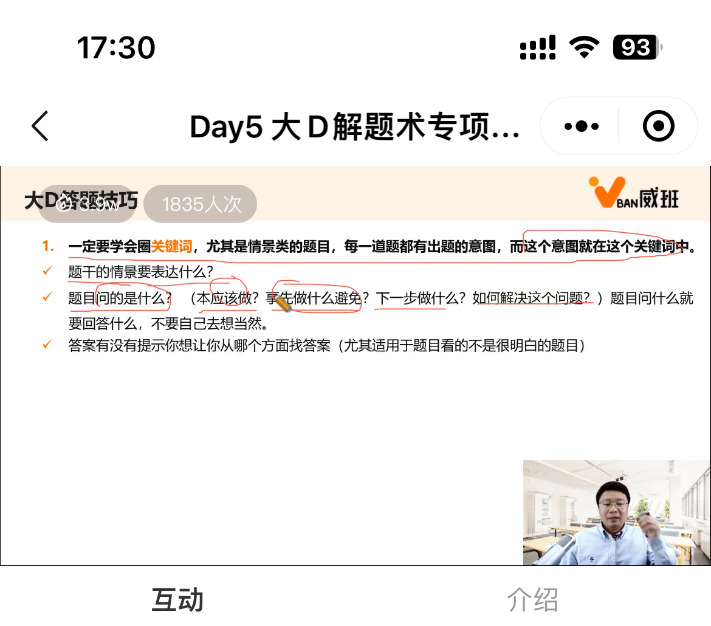 17:30
93
Day5 大D解题术专项...
大D答题技巧
3.9w
1835人次
BAN威班
1. 一定要学会圈关键词，尤其是情景类的题目，每一道题都有出题的意图，而这个意图就在这个关键词中。
✓ 题干的情景要表达什么？
✓ 题目问的是什么？（本应该做？事先做什么避免？下一步做什么？如何解决这个问题？）题目问什么就
要回答什么，不要自己去想当然。
✓ 答案有没有提示你想让你从哪个方面找答案（尤其适用于题目看的不是很明白的题目）
互动
介绍